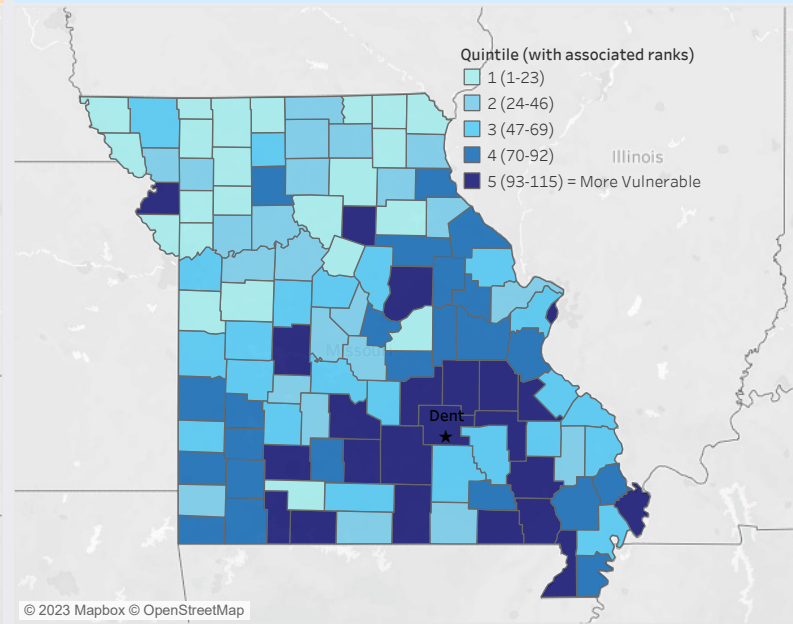 Quintile (with associated ranks)
1 (1-23)
2 (24-46)
3 (47-69)
4 (70-92)
5 (93-115) = More Vulnerable
Illinois
Missouri
Dent
© 2023 Mapbox © OpenStreetMap